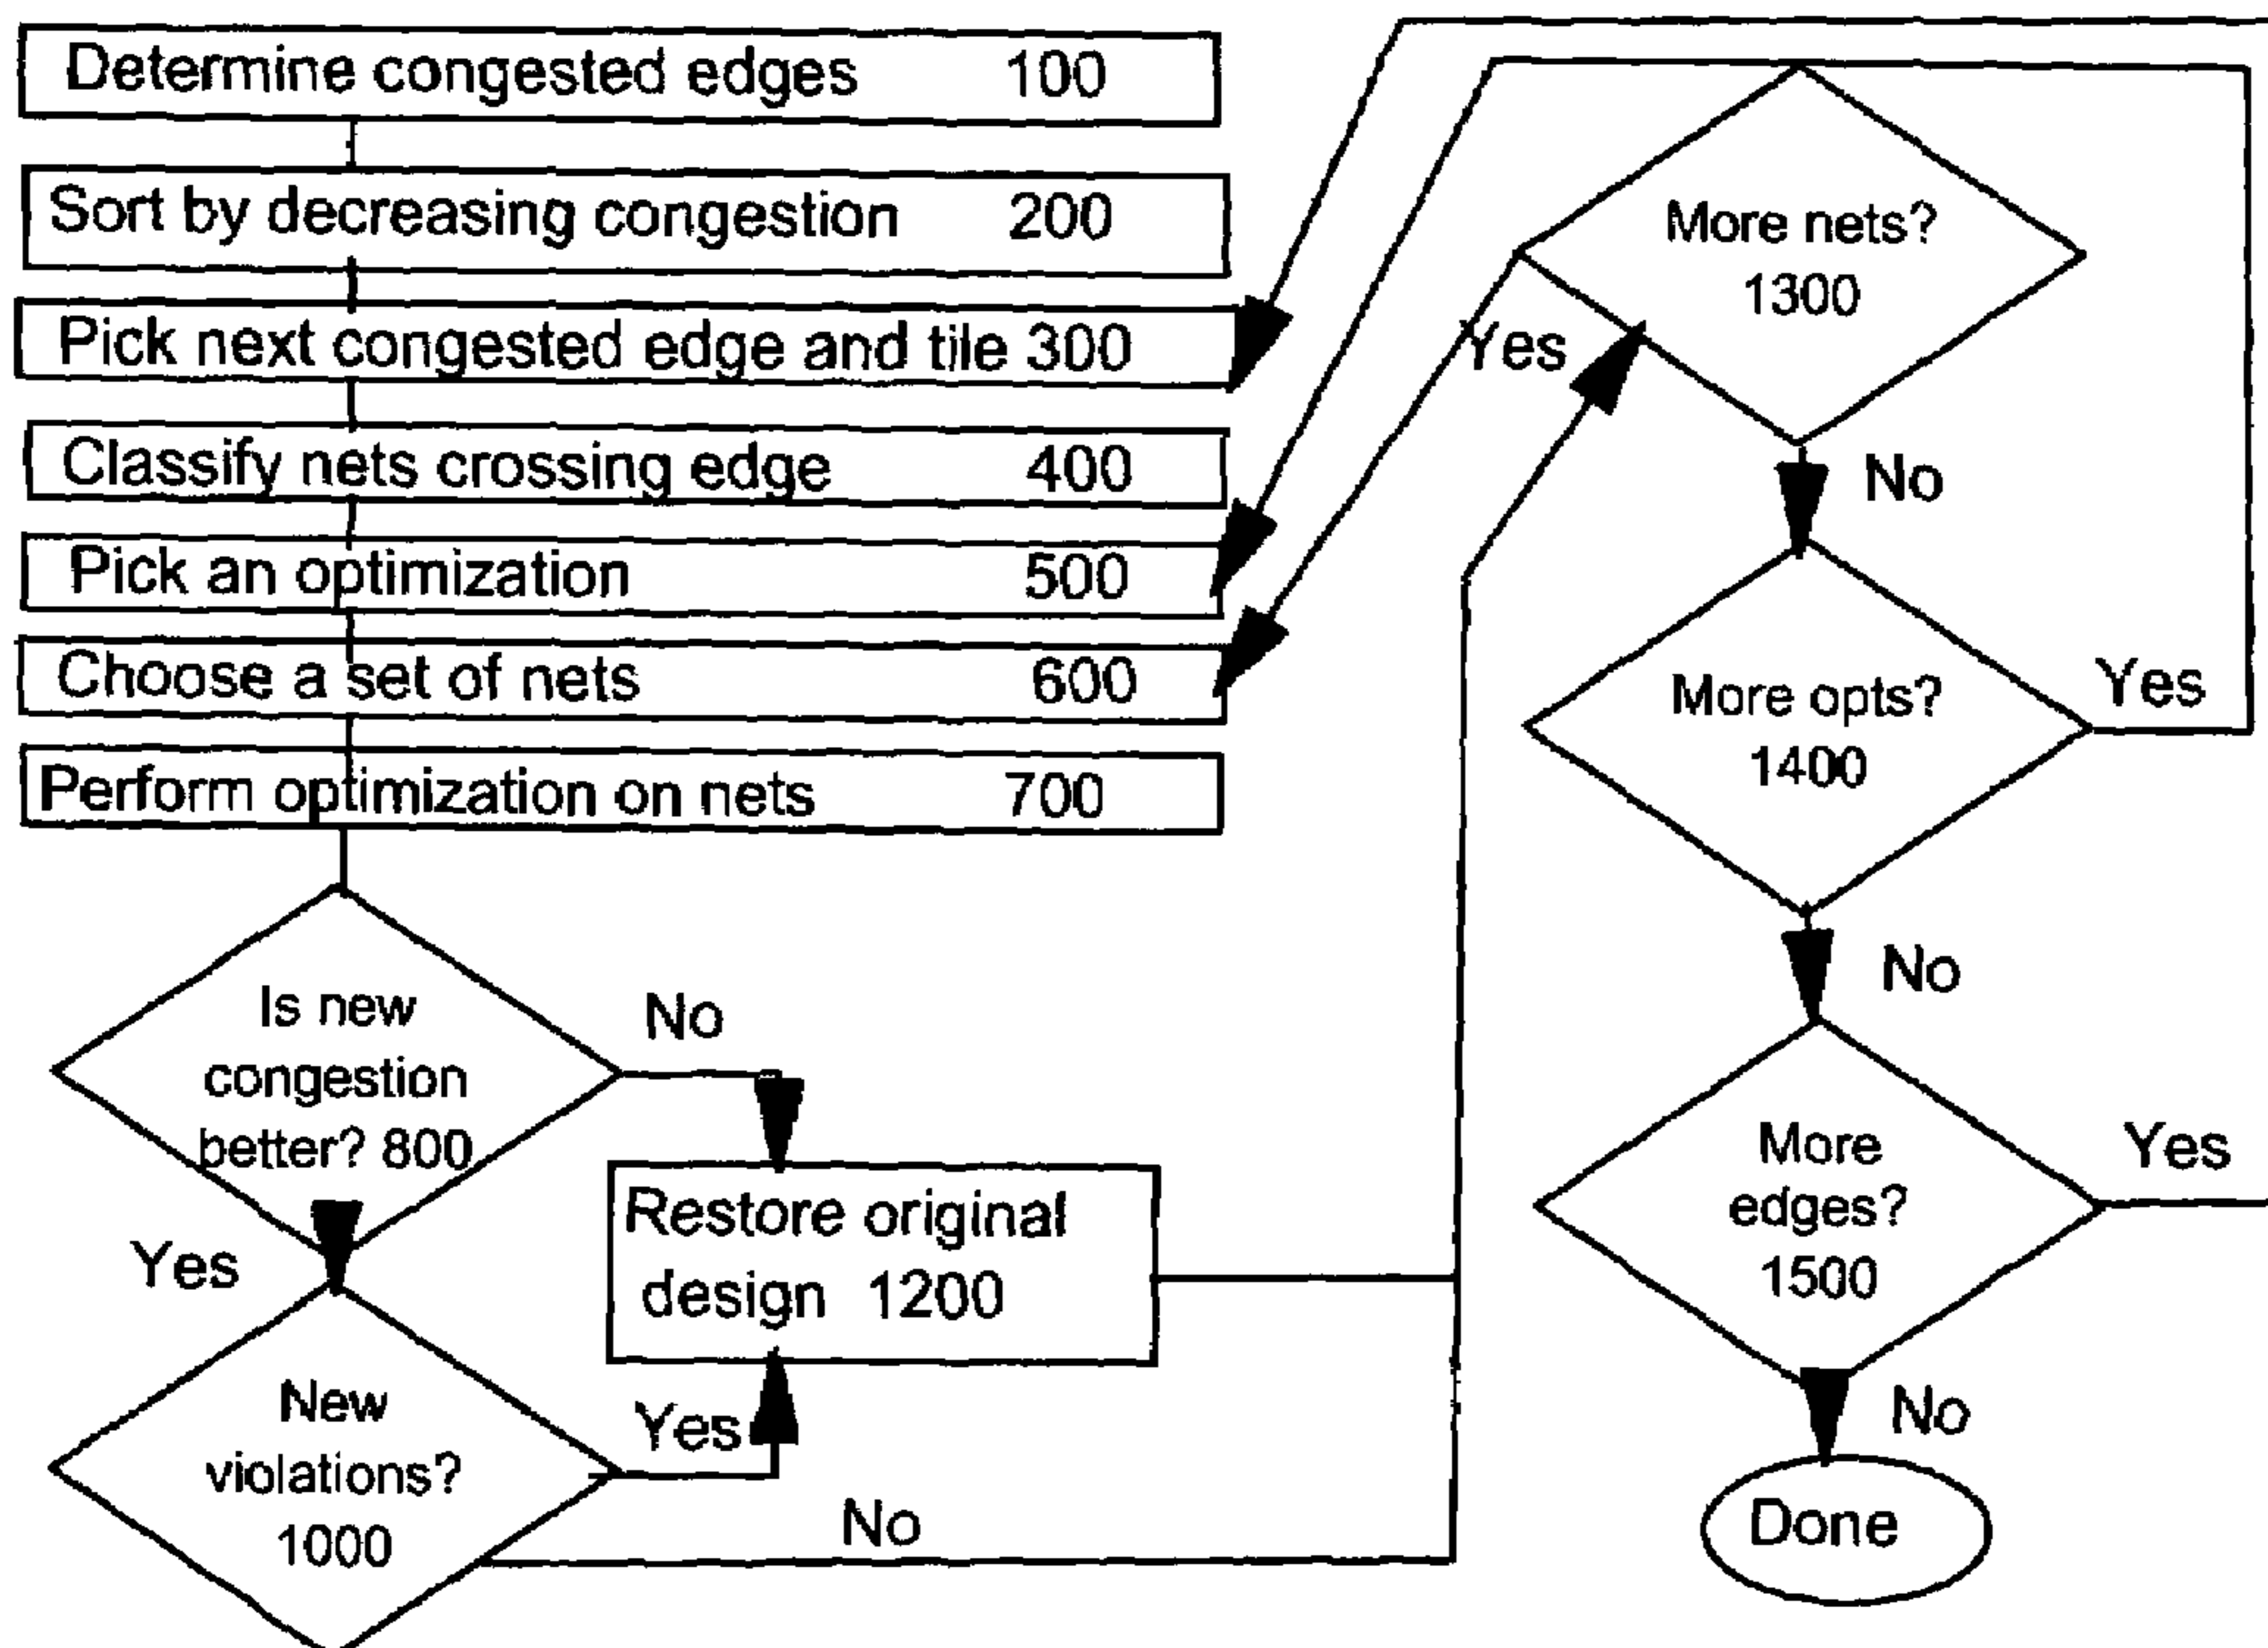 Determine congested edges 100
Sort by decreasing congestion 200
Pick next congested edge and tile 300
Classify nets crossing edge 400
Pick an optimization 500
Choose a set of nets 600
Perform optimization on nets 700
Is new
congestion
better? 800
No
Yes
Restore original
design 1200
New
violations?
1000
Yes
No
More nets?
1300
Yes
No
More opts?
1400
Yes
No
More
edges?
1500
Yes
No
Done